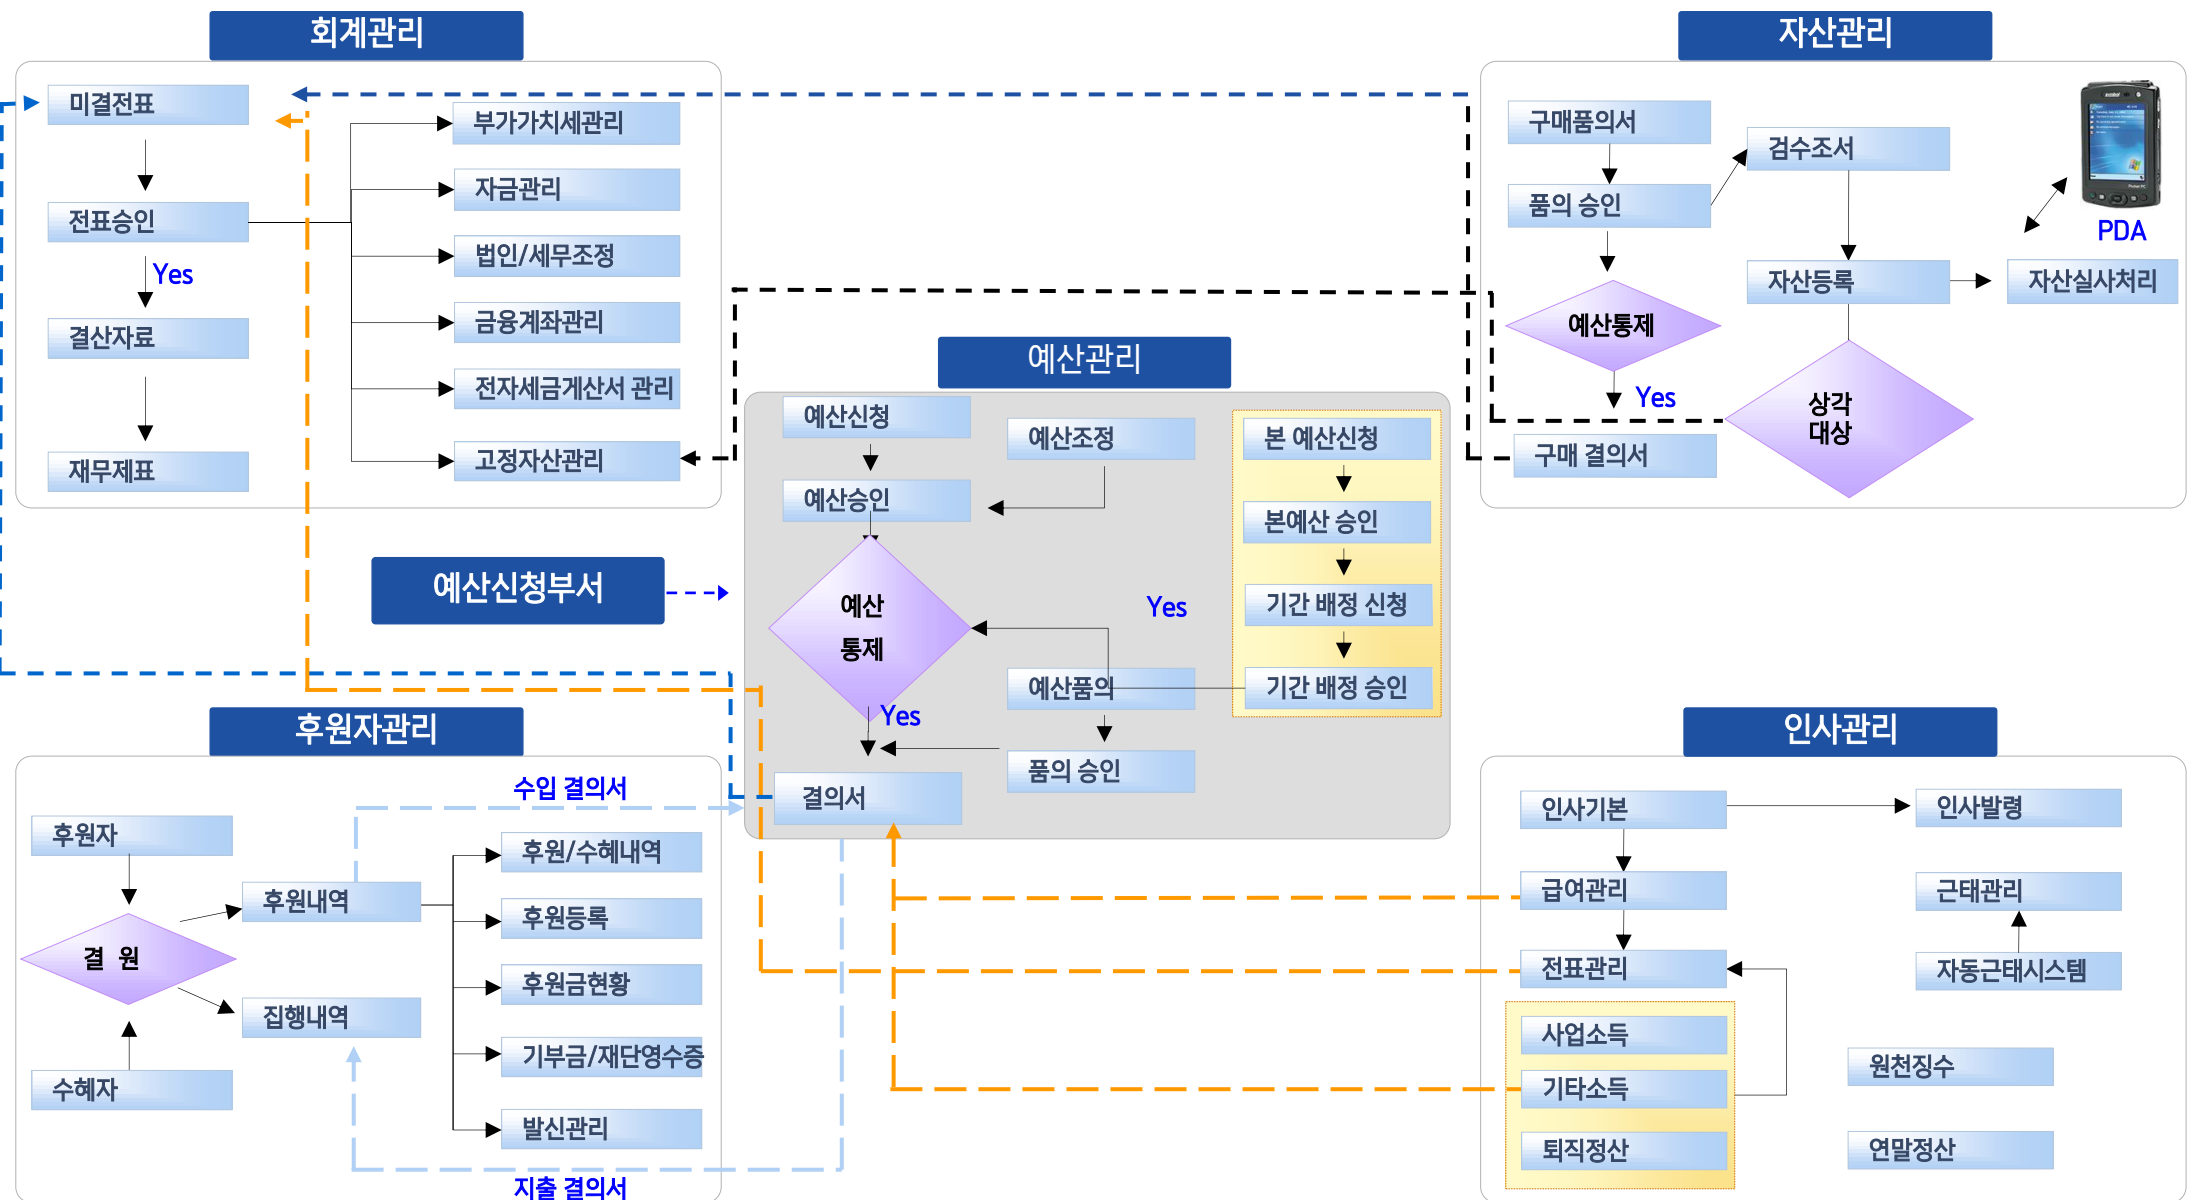 회계관리
미결전표
전표승인
Yes
결산자료
재무제표
부가가치세관리
자금관리
법인/세무조정
금융계좌관리
전자세금게산서 관리
고정자산관리
자산관리
구매품의서
품의 승인
예산통제
Yes
구매 결의서
검수조서
자산등록
상각
대상
PDA
자산실사처리
예산신청부서
예산관리
예산신청
예산승인
예산
통제
Yes
결의서
예산조정
Yes
예산품의
품의 승인
본 예산신청
본예산 승인
기간 배정 신청
기간 배정 승인
후원자관리
수입 결의서
후원자
결 원
수혜자
후원내역
집행내역
후원/수혜내역
후원등록
후원금현황
기부금/재단영수증
발신관리
지출 결의서
인사관리
인사기본
급여관리
전표관리
사업소득
기타소득
퇴직정산
인사발령
근태관리
자동근태시스템
원천징수
연말정산